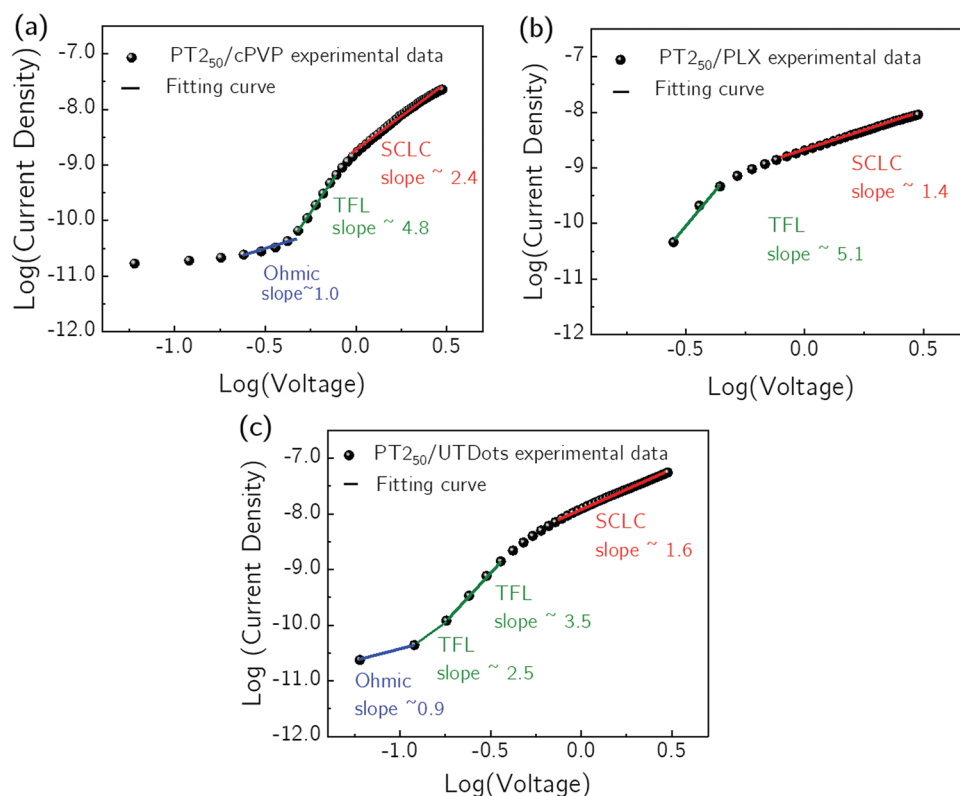 (a)
Log(Current Density)
-7.0
-8.0
-9.0
-10.0
-11.0
-12.0
PT2₅₀/cPVP experimental data
Fitting curve
SCLC
slope ~ 2.4
TFL
slope ~ 4.8
Ohmic
slope~1.0
-1.0
-0.5
0.0
0.5
Log(Voltage)
(b)
Log(Current Density)
-7
-8
-9
-10
-11
-12
PT2₅₀/PLX experimental data
Fitting curve
SCLC
slope ~ 1.4
TFL
slope ~ 5.1
-0.5
0.0
0.5
Log(Voltage)
(c)
Log (Current Density)
-7.0
-8.0
-9.0
-10.0
-11.0
-12.0
PT2₅₀/UTDots experimental data
Fitting curve
SCLC
slope ~ 1.6
TFL
slope ~ 3.5
TFL
slope ~ 2.5
Ohmic
slope ~0.9
-1.0
-0.5
0.0
0.5
Log(Voltage)